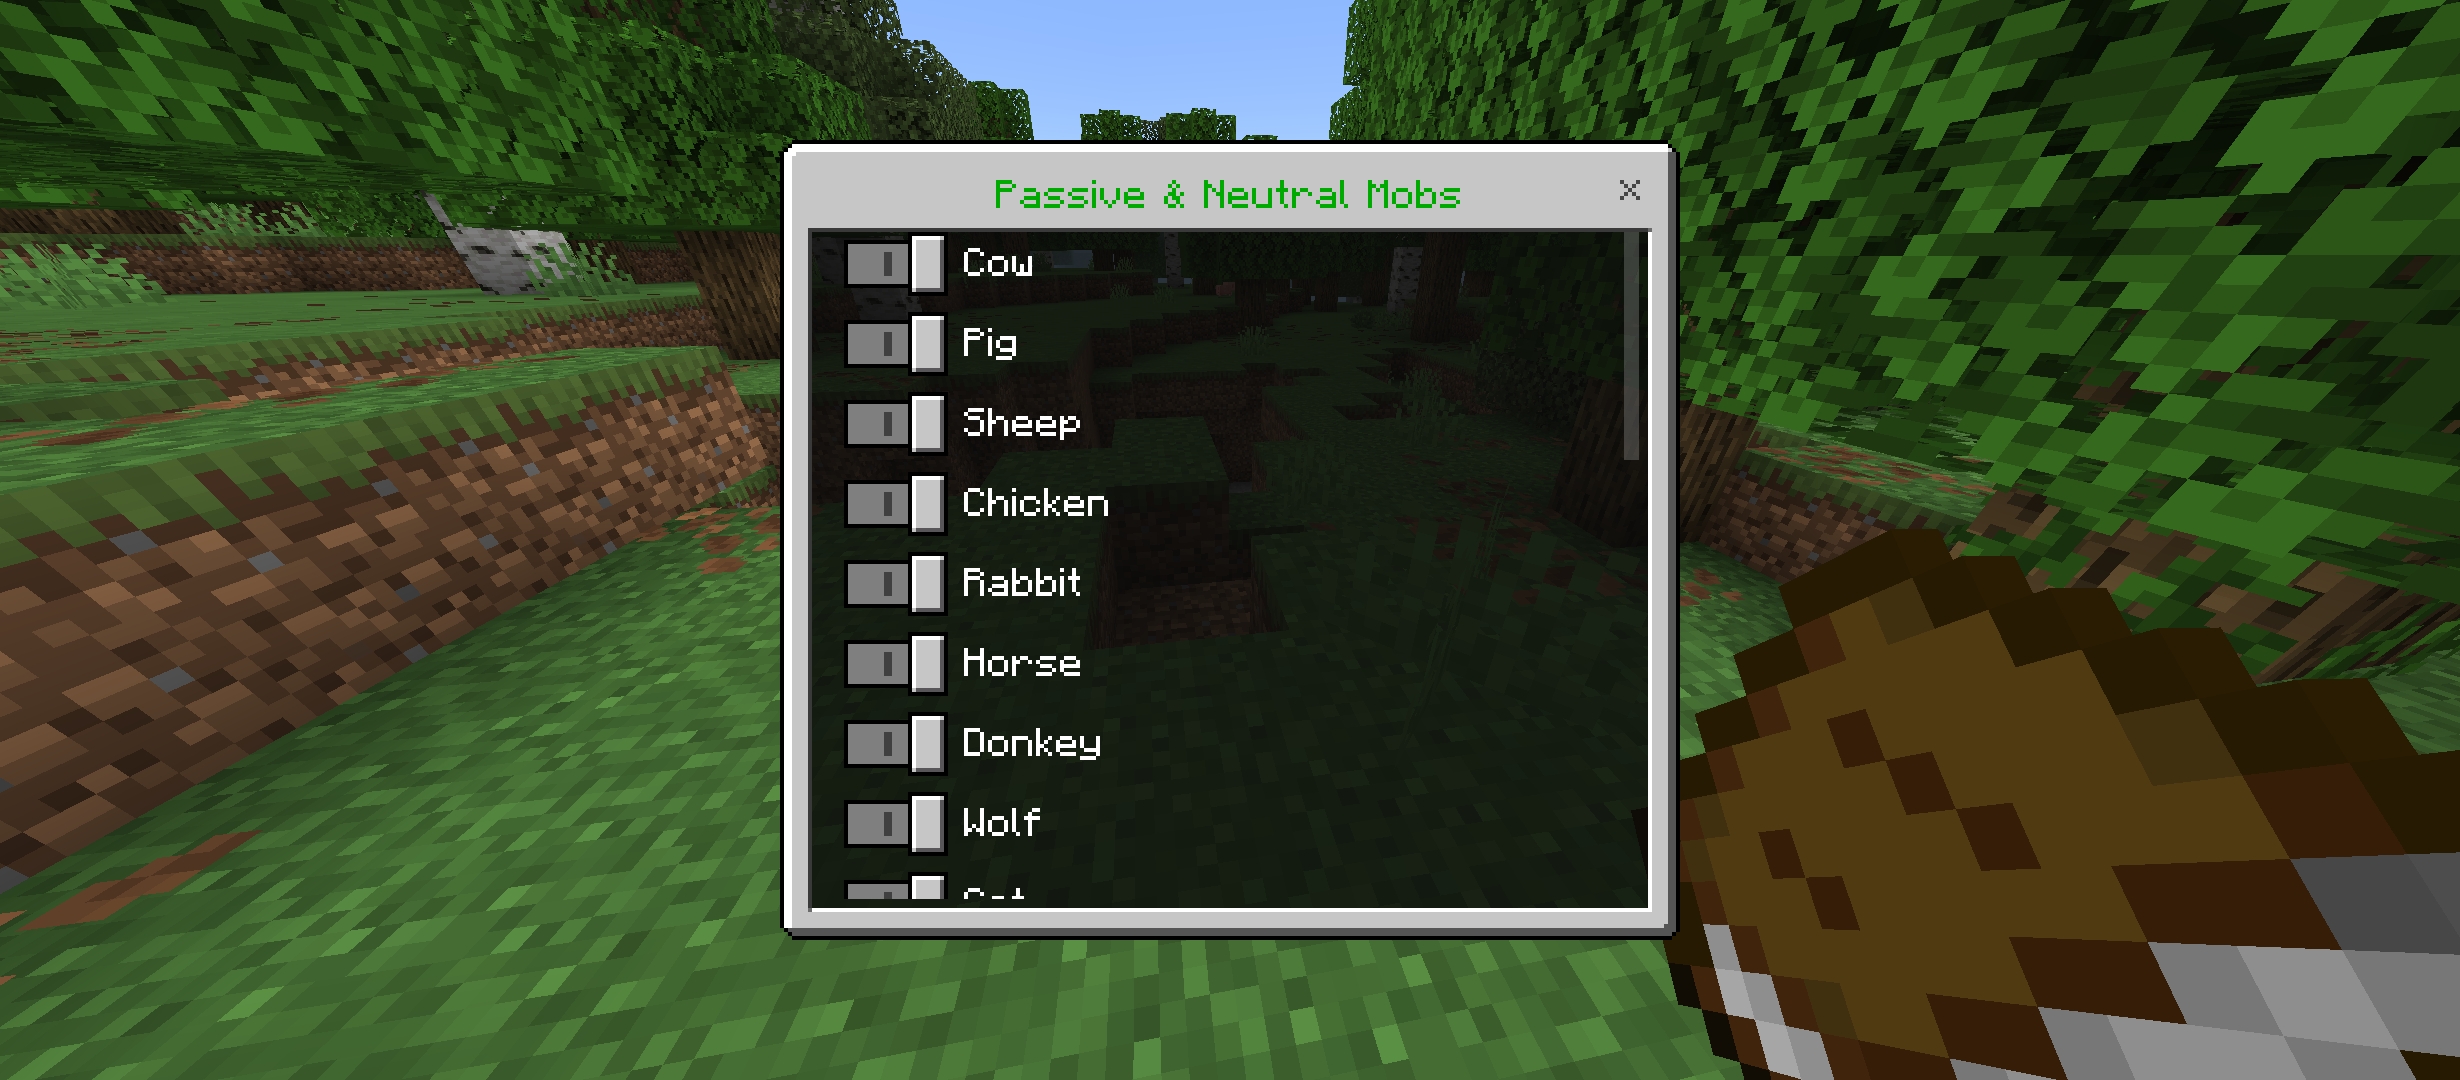 Passive & Neutral Mobs
Cow
Pig
Sheep
Chicken
Rabbit
Horse
Donkey
Wolf